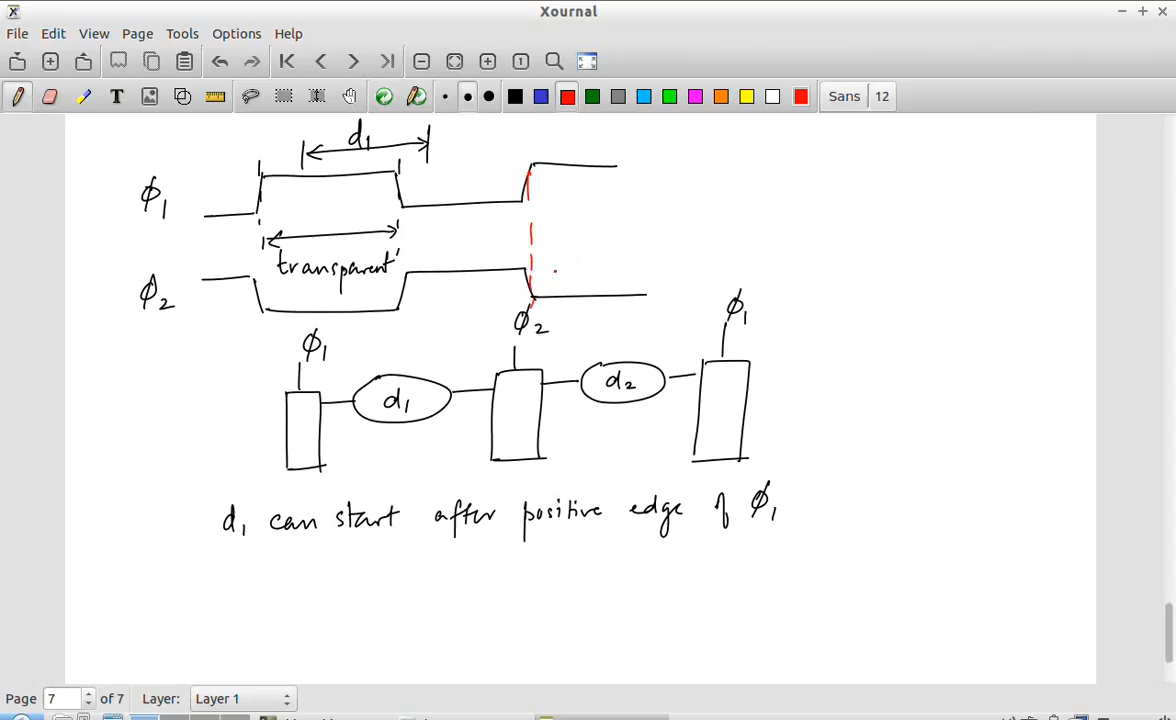 Xournal
File Edit View Page Tools Options Help
Sans 12
d₁
ϕ₁
transparent
ϕ₂
ϕ₁ ϕ₂ ϕ₁
d₁ d₂
d₁ can start after positive edge of ϕ₁
Page 7 of 7 Layer: Layer 1